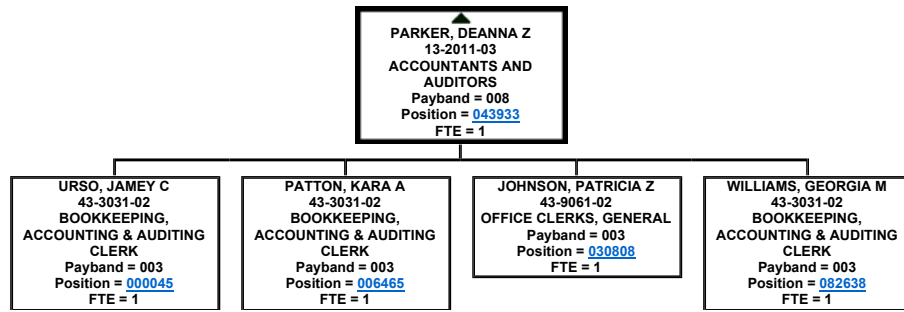 PARKER, DEANNA Z
13-2011-03
ACCOUNTANTS AND
AUDITORS
Payband = 008
Position = 043933
FTE = 1
URSO, JAMEY C
43-3031-02
BOOKKEEPING,
ACCOUNTING & AUDITING
CLERK
Payband = 003
Position = 000045
FTE = 1
PATTON, KARA A
43-3031-02
BOOKKEEPING,
ACCOUNTING & AUDITING
CLERK
Payband = 003
Position = 006465
FTE = 1
JOHNSON, PATRICIA Z
43-9061-02
OFFICE CLERKS, GENERAL
Payband = 003
Position = 030808
FTE = 1
WILLIAMS, GEORGIA M
43-3031-02
BOOKKEEPING,
ACCOUNTING & AUDITING
CLERK
Payband = 003
Position = 082638
FTE = 1